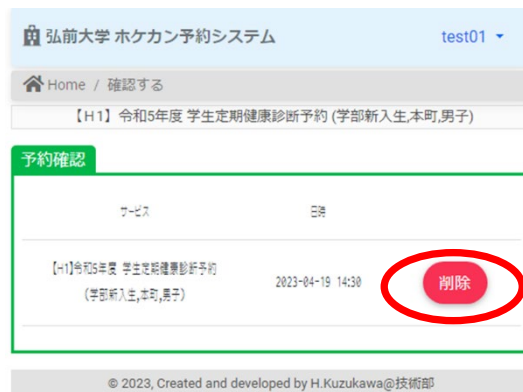 弘前大学 ホケカン予約システム
test01
Home / 確認する
【H1】令和5年度 学生定期健康診断予約 (学部新入生,本町,男子)
予約確認
サービス 日時
【H1】令和5年度 学生定期健康診断予約
(学部新入生,本町,男子)
2023-04-19 14:30
削除
© 2023, Created and developed by H.Kuzukawa@技術部